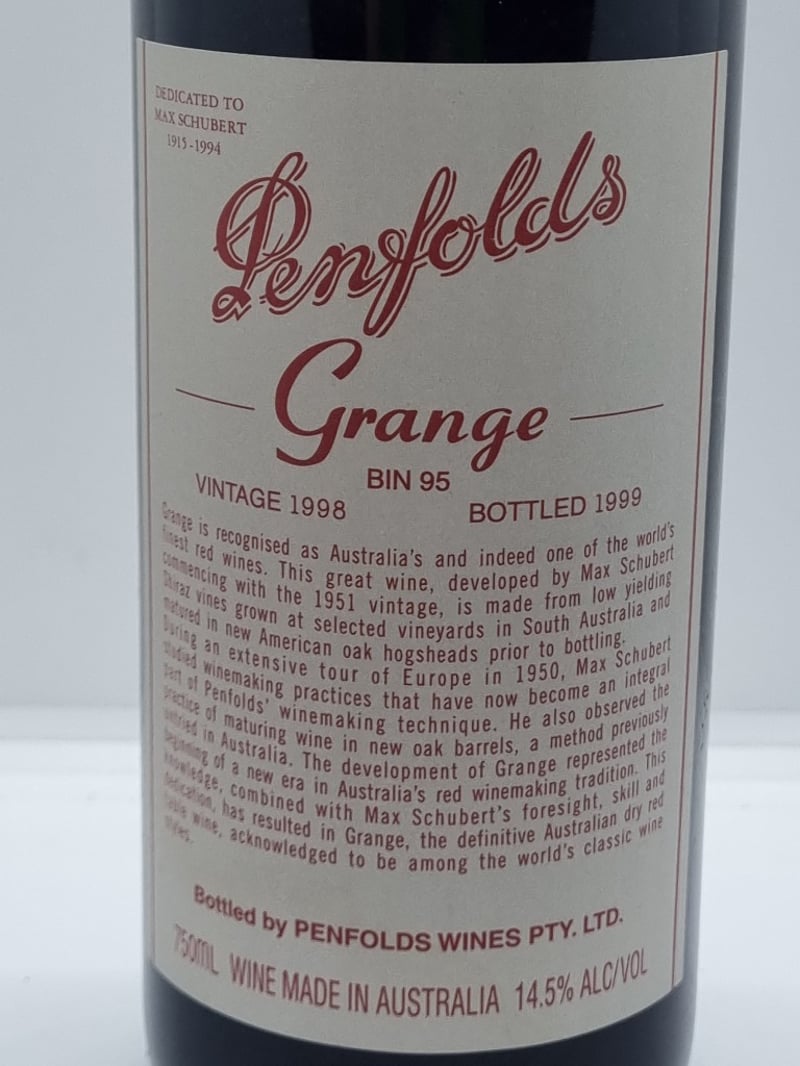 DEDICATED TO
MAX SCHUBERT
1915-1994
Penfolds
Grange
BIN 95
VINTAGE 1998 BOTTLED 1999
Grange is recognised as Australia's and indeed one of the world's
finest red wines. This great wine, developed by Max Schubert
commencing with the 1951 vintage, is made from low yielding
Shiraz vines grown at selected vineyards in South Australia and
matured in new American oak hogsheads prior to bottling.
During an extensive tour of Europe in 1950, Max Schubert
studied winemaking practices that have now become an integral
part of Penfolds' winemaking technique. He also observed the
practice of maturing wine in new oak barrels, a method previously
untried in Australia. The development of Grange represented the
beginning of a new era in Australia's red winemaking tradition. This
knowledge, combined with Max Schubert's foresight, skill and
dedication, has resulted in Grange, the definitive Australian dry red
table wine, acknowledged to be among the world's classic wine
styles.
Bottled by PENFOLDS WINES PTY. LTD.
750mL WINE MADE IN AUSTRALIA 14.5% ALC/VOL